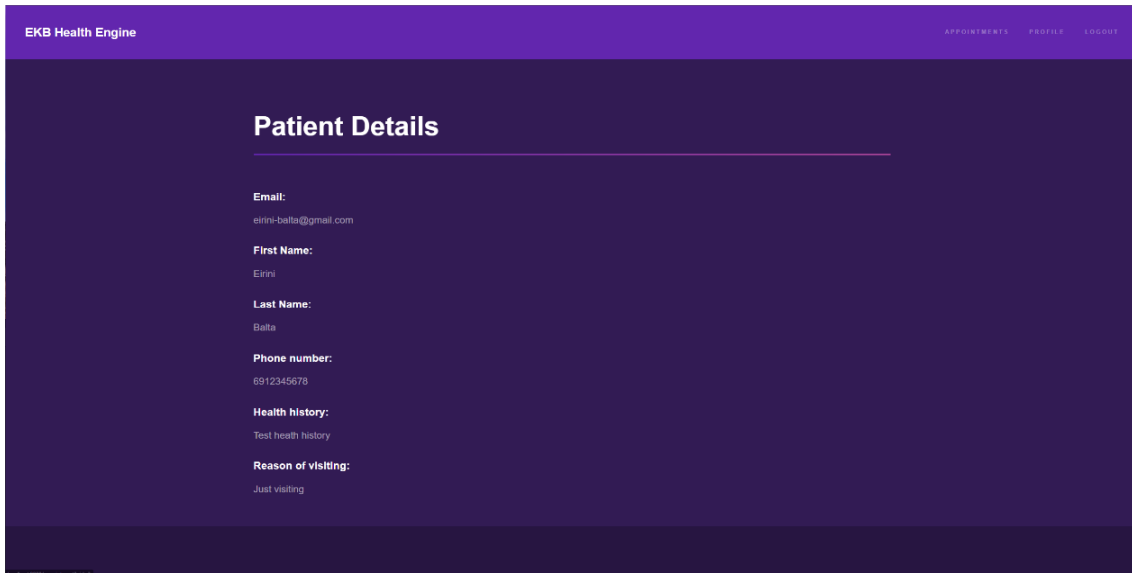 EKB Health Engine
APPOINTMENTS PROFILE LOGOUT
Patient Details
Email:
eirini-balta@gmail.com
First Name:
Eirini
Last Name:
Balta
Phone number:
6912345678
Health history:
Test heath history
Reason of visiting:
Just visiting